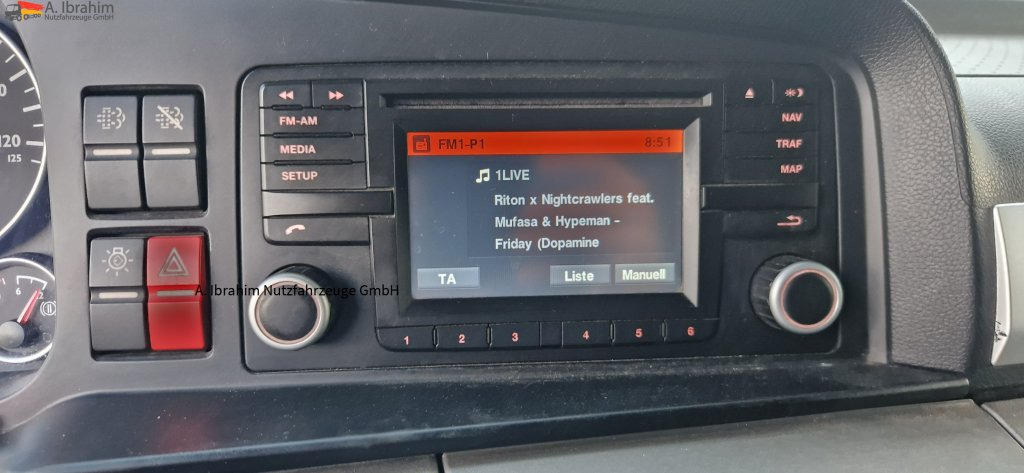 A. Ibrahim
Nutzfahrzeuge GmbH
FM-AM
MEDIA
SETUP
NAV
TRAF
MAP
FM1-P1 8:51
1LIVE
Riton x Nightcrawlers feat.
Mufasa & Hypeman -
Friday (Dopamine
TA Liste Manuell
1 2 3 4 5 6
A. Ibrahim Nutzfahrzeuge GmbH
120
125
6